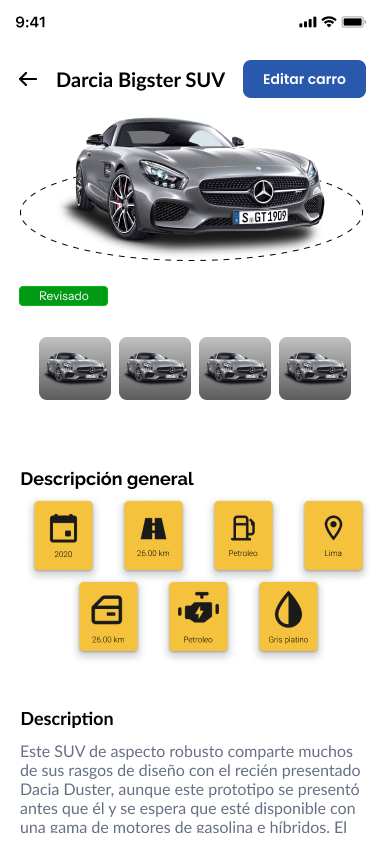 9:41
Darcia Bigster SUV
Editar carro
S GT1909
Revisado
Descripción general
2020
26.00 km
Petroleo
Lima
26.00 km
Petroleo
Gris platino
Description
Este SUV de aspecto robusto comparte muchos
de sus rasgos de diseño con el recién presentado
Dacia Duster, aunque este prototipo se presentó
antes que él y se espera que esté disponible con
una gama de motores de gasolina e híbridos. El